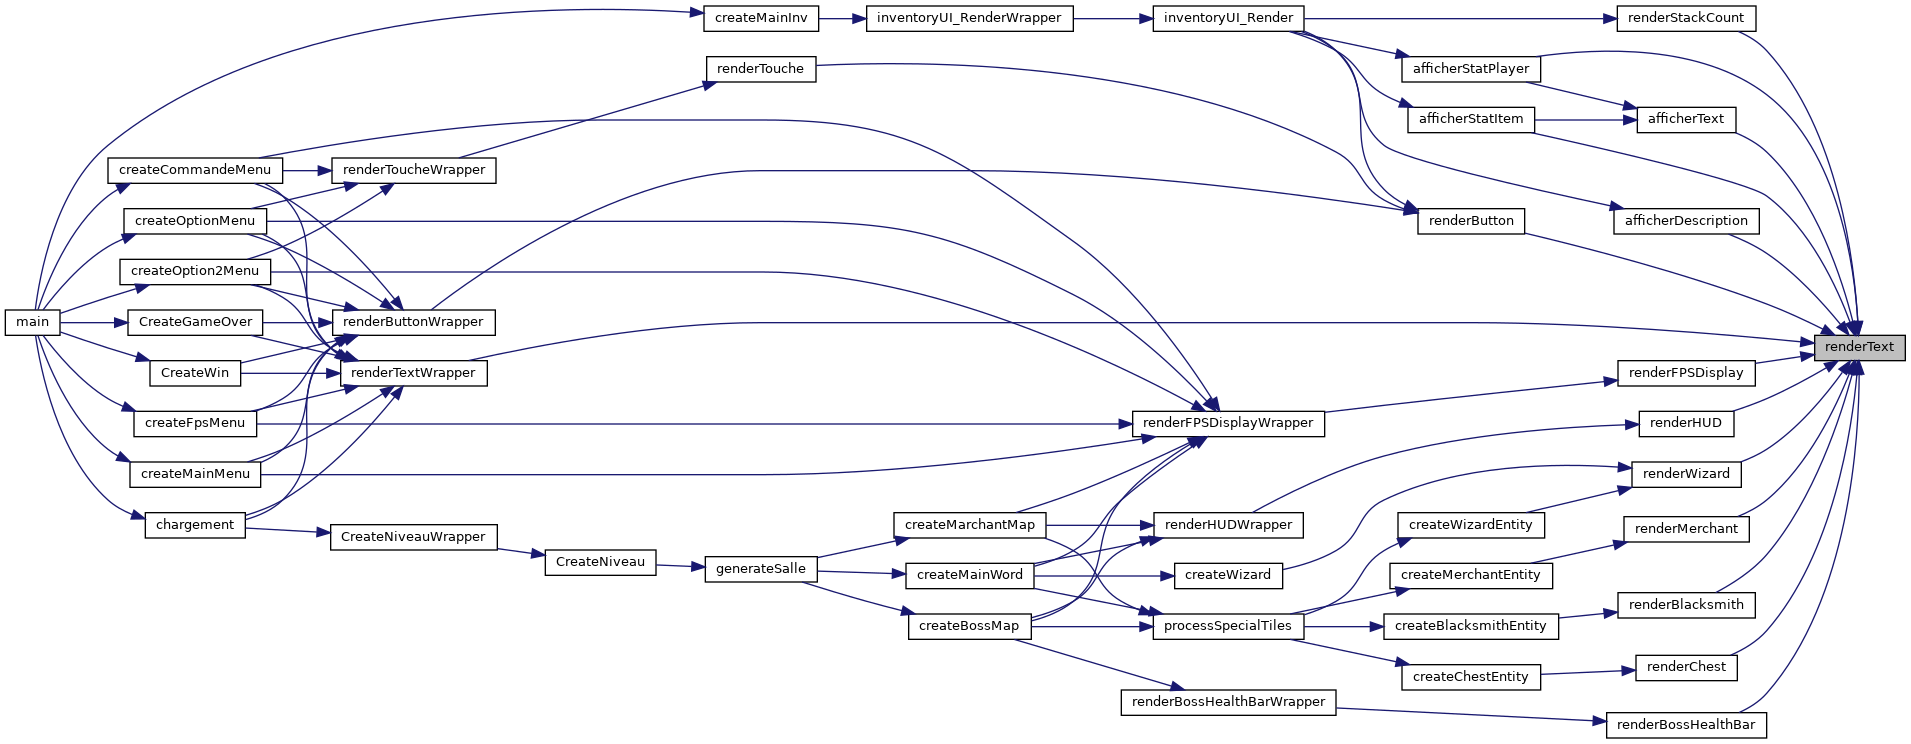 createMainInv
inventoryUI_RenderWrapper
inventoryUI_Render
renderStackCount
renderTouche
afficherStatPlayer
afficherStatItem
afficherText
createCommandeMenu
renderToucheWrapper
createOptionMenu
renderButton
afficherDescription
createOption2Menu
main
CreateGameOver
renderButtonWrapper
renderText
CreateWin
renderTextWrapper
renderFPSDisplay
createFpsMenu
renderFPSDisplayWrapper
renderHUD
createMainMenu
renderWizard
chargement
CreateNiveauWrapper
createMarchantMap
renderHUDWrapper
createWizardEntity
renderMerchant
CreateNiveau
generateSalle
createMainWord
createWizard
createMerchantEntity
createBossMap
processSpecialTiles
createBlacksmithEntity
renderBlacksmith
createChestEntity
renderChest
renderBossHealthBarWrapper
renderBossHealthBar